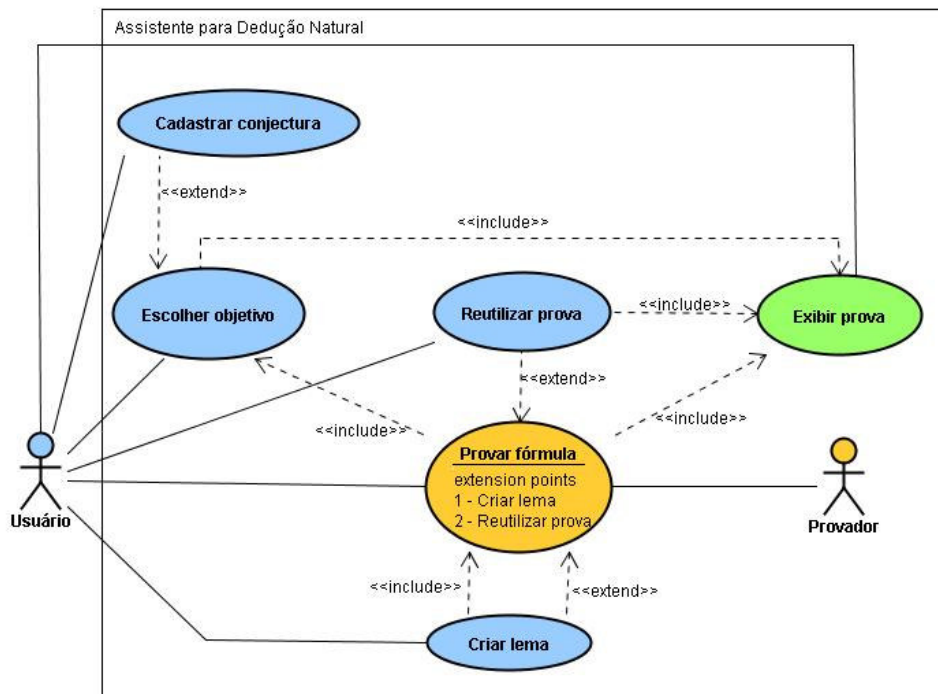 Assistente para Dedução Natural
Cadastrar conjectura
<<extend>>
<<include>>
Escolher objetivo
Reutilizar prova
<<include>>
Exibir prova
<<extend>>
<<include>>
<<include>>
Provar fórmula
extension points
1 - Criar lema
2 - Reutilizar prova
Usuário
Provador
<<include>>
<<extend>>
Criar lema